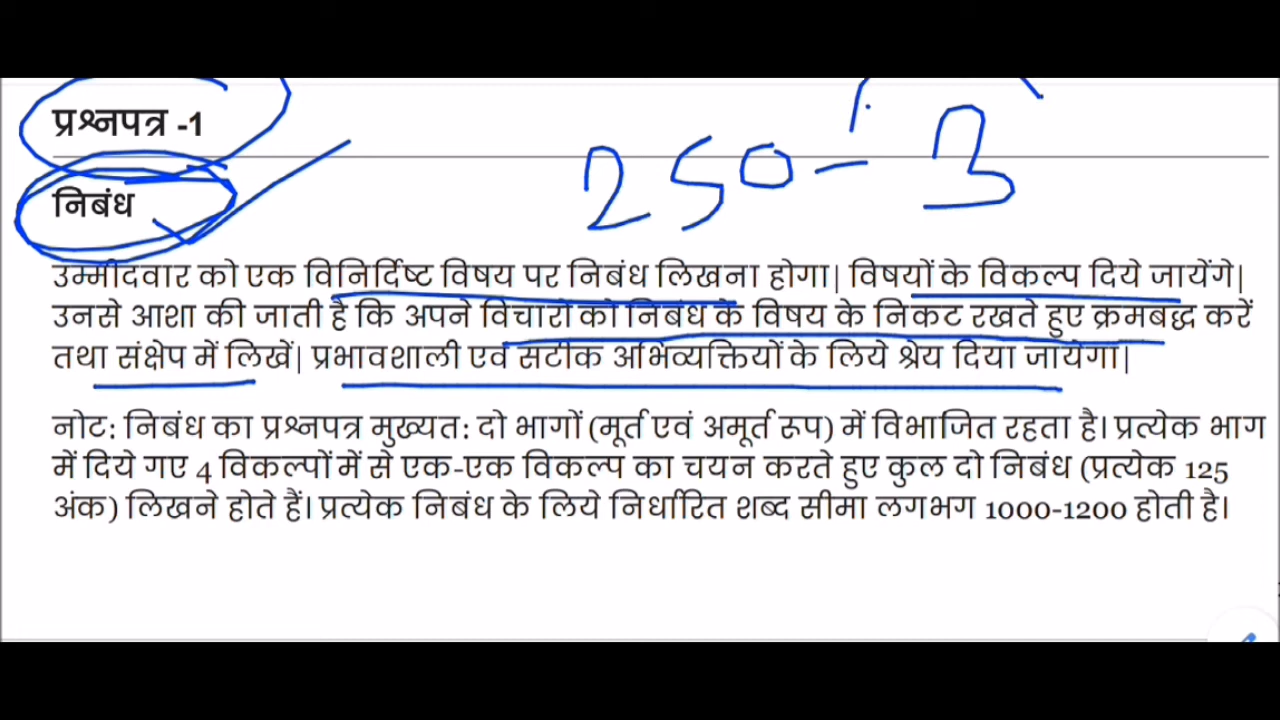 प्रश्नपत्र -1
250 - 3
निबंध
उम्मीदवार को एक विनिर्दिष्ट विषय पर निबंध लिखना होगा| विषयों के विकल्प दिये जायेंगे|
उनसे आशा की जाती है कि अपने विचारों को निबंध के विषय के निकट रखते हुए क्रमबद्ध करें
तथा संक्षेप में लिखें| प्रभावशाली एवं सटीक अभिव्यक्तियों के लिये श्रेय दिया जायेगा|
नोट: निबंध का प्रश्नपत्र मुख्यत: दो भागों (मूर्त एवं अमूर्त रूप) में विभाजित रहता है। प्रत्येक भाग
में दिये गए 4 विकल्पों में से एक-एक विकल्प का चयन करते हुए कुल दो निबंध (प्रत्येक 125
अंक) लिखने होते हैं। प्रत्येक निबंध के लिये निर्धारित शब्द सीमा लगभग 1000-1200 होती है।